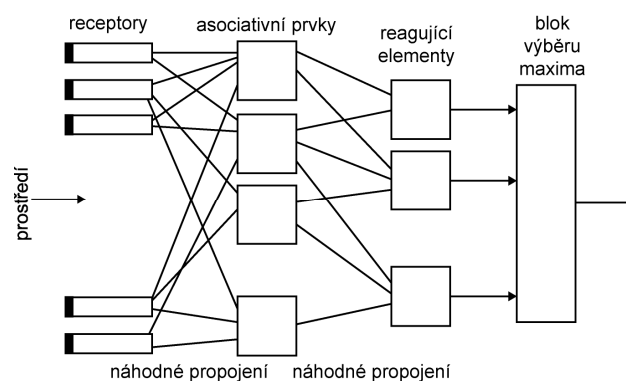 receptory
asociativní prvky
reagující
elementy
blok
výběru
maxima
prostředí
náhodné propojení
náhodné propojení